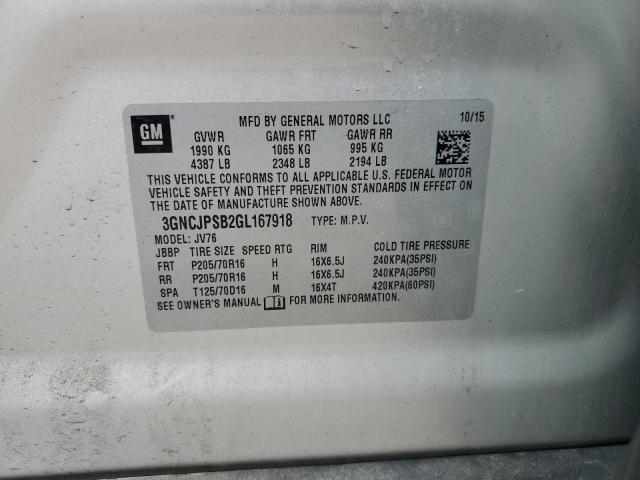 GM
MFD BY GENERAL MOTORS LLC 10/15
GVWR GAWR FRT GAWR RR
1990 KG 1065 KG 995 KG
4387 LB 2348 LB 2194 LB
THIS VEHICLE CONFORMS TO ALL APPLICABLE U.S. FEDERAL MOTOR
VEHICLE SAFETY AND THEFT PREVENTION STANDARDS IN EFFECT ON
THE DATE OF MANUFACTURE SHOWN ABOVE.
3GNCJPSB2GL167918 TYPE: M.P.V.
MODEL: JV76
JBBP TIRE SIZE SPEED RTG RIM COLD TIRE PRESSURE
FRT P205/70R16 H 16X6.5J 240KPA(35PSI)
RR P205/70R16 H 16X6.5J 240KPA(35PSI)
SPA T125/70D16 M 16X4T 420KPA(60PSI)
SEE OWNER'S MANUAL FOR MORE INFORMATION.